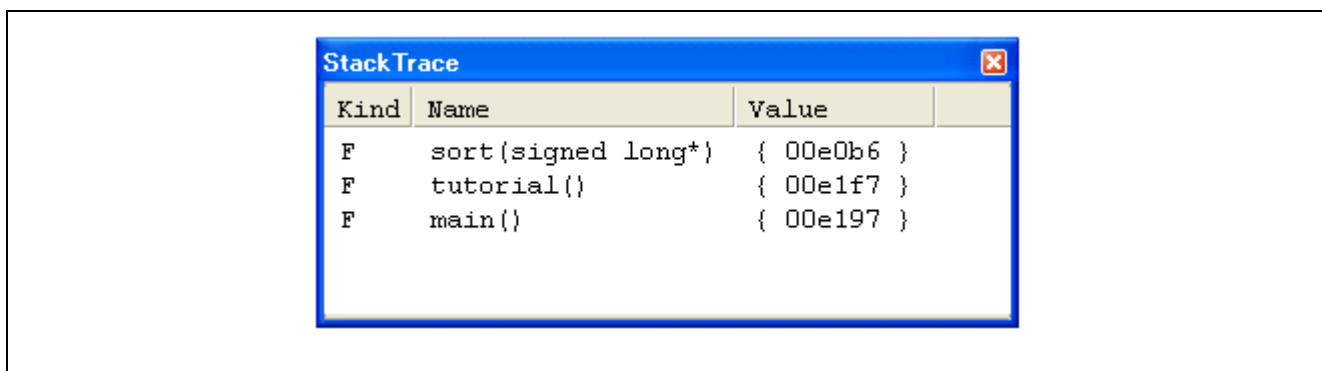 StackTrace
Kind Name Value
F sort(signed long*) { 00e0b6 }
F tutorial() { 00e1f7 }
F main() { 00e197 }